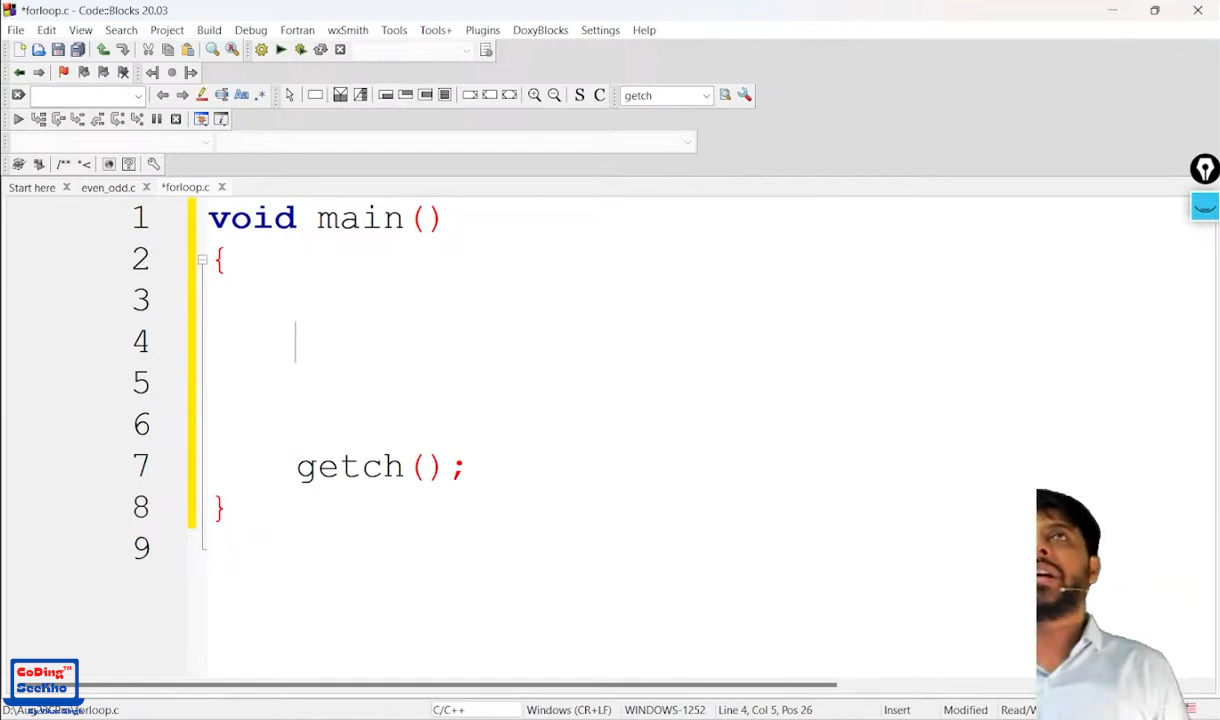 *forloop.c - Code::Blocks 20.03
File Edit View Search Project Build Debug Fortran wxSmith Tools Tools+ Plugins DoxyBlocks Settings Help
S C getch
/** *<
Start here even_odd.c *forloop.c
1 void main()
2 {
3
4
5
6
7 getch();
8 }
9
CoDing™
SeeKho
forloop.c C/C++ Windows (CR+LF) WINDOWS-1252 Line 4, Col 5, Pos 26 Insert Modified